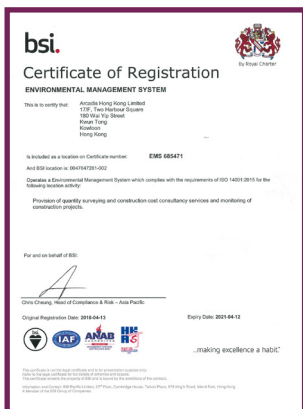 bsi.
By Royal Charter
Certificate of Registration
ENVIRONMENTAL MANAGEMENT SYSTEM
This is to certify that:
Arcadis Hong Kong Limited
17/F, Two Harbour Square
180 Wai Yip Street
Kwun Tong
Kowloon
Hong Kong
Is included as a location on Certificate number:
EMS 685471
And BSI location is: 0047647281-002
Operates a Environmental Management System which complies with the requirements of ISO 14001:2015 for the
following location activity:
Provision of quantity surveying and construction cost consultancy services and monitoring of
construction projects.
For and on behalf of BSI:
Chris Cheung, Head of Compliance & Risk – Asia Pacific
Original Registration Date: 2018-04-13
Expiry Date: 2021-04-12
bsi.
IAF
ANAB
...making excellence a habit.